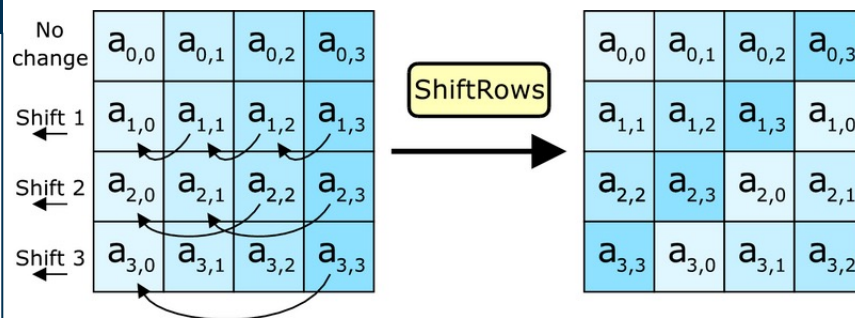 No
change
a0,0 a0,1 a0,2 a0,3
Shift 1
a1,0 a1,1 a1,2 a1,3
Shift 2
a2,0 a2,1 a2,2 a2,3
Shift 3
a3,0 a3,1 a3,2 a3,3
ShiftRows
a0,0 a0,1 a0,2 a0,3
a1,1 a1,2 a1,3 a1,0
a2,2 a2,3 a2,0 a2,1
a3,3 a3,0 a3,1 a3,2